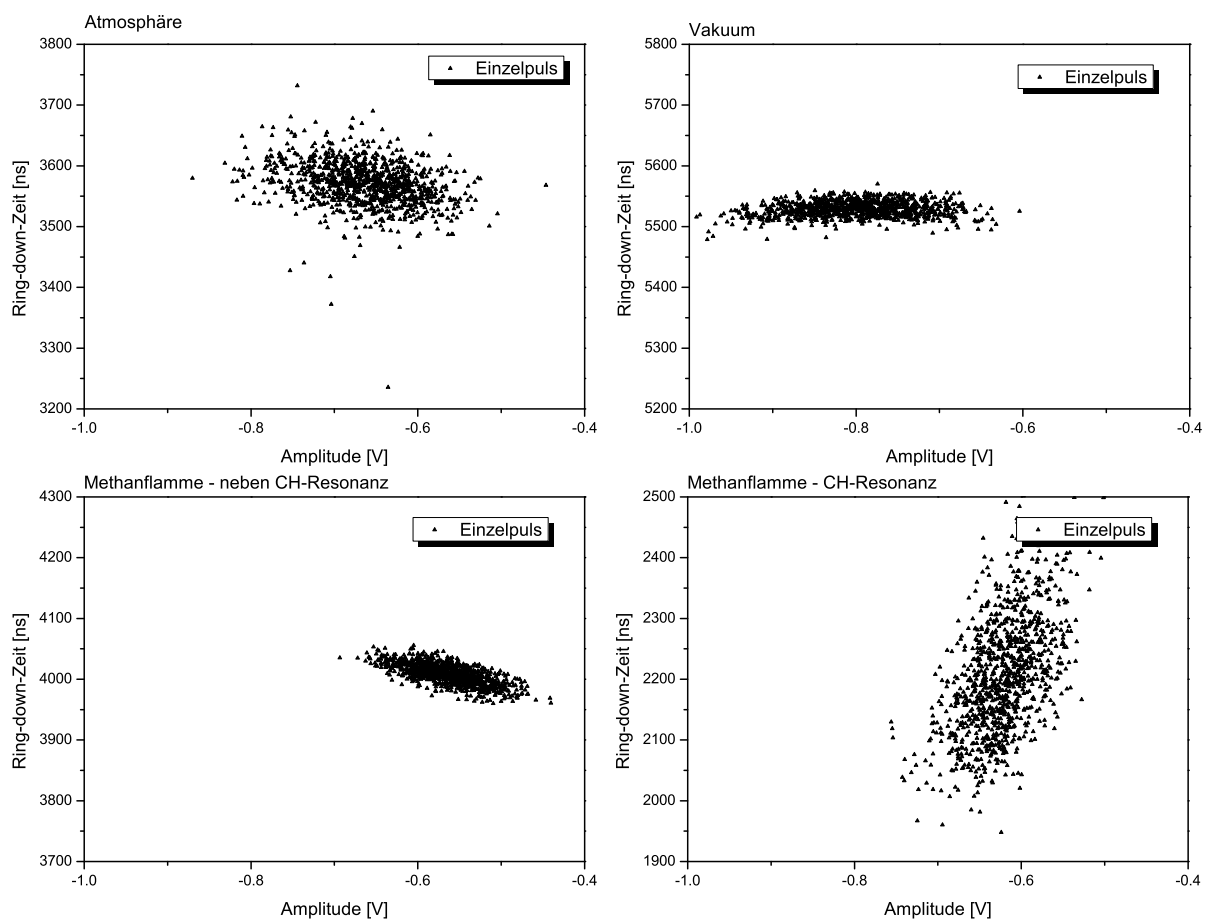 Atmosphäre
3800
3700
3600
3500
3400
3300
3200
-1.0
-0.8
-0.6
-0.4
Ring-down-Zeit [ns]
Amplitude [V]
Einzelpuls
Vakuum
5800
5700
5600
5500
5400
5300
5200
-1.0
-0.8
-0.6
-0.4
Ring-down-Zeit [ns]
Amplitude [V]
Einzelpuls
Methanflamme - neben CH-Resonanz
4300
4200
4100
4000
3900
3800
3700
-1.0
-0.8
-0.6
-0.4
Ring-down-Zeit [ns]
Amplitude [V]
Einzelpuls
Methanflamme - CH-Resonanz
2500
2400
2300
2200
2100
2000
1900
-1.0
-0.8
-0.6
-0.4
Ring-down-Zeit [ns]
Amplitude [V]
Einzelpuls